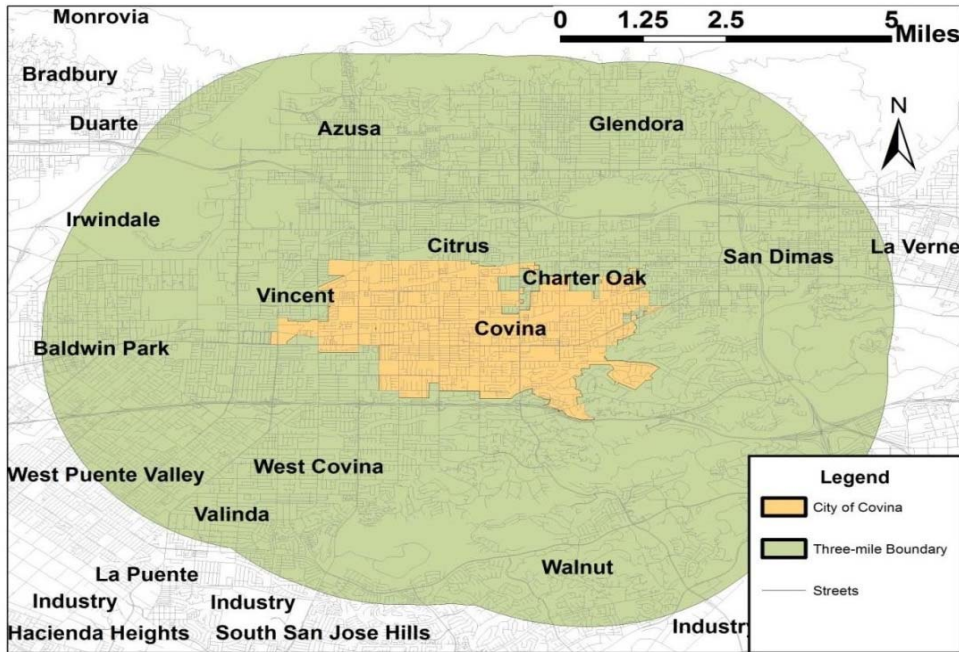 Monrovia
0 1.25 2.5 5
Miles
Bradbury
Duarte
Azusa
Glendora
N
Irwindale
Citrus
San Dimas
La Verne
Charter Oak
Vincent
Covina
Baldwin Park
West Covina
West Puente Valley
Valinda
Legend
City of Covina
Three-mile Boundary
Streets
La Puente
Walnut
Industry
Industry
Industry
Hacienda Heights
South San Jose Hills